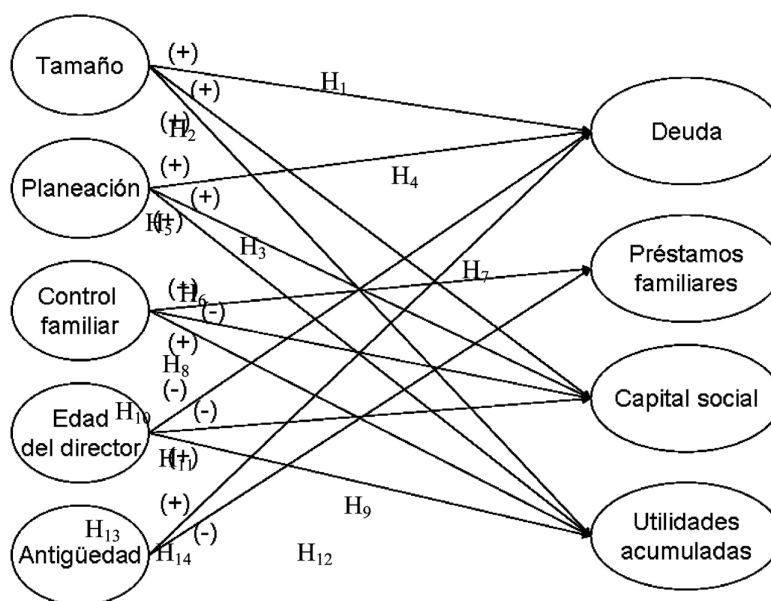 Tamaño
(+)
(+)
(+)
H₁
H₂
Deuda
Planeación
(+)
(+)
(+)
H₄
H₅
H₃
Control
familiar
(+)
(-)
(+)
H₆
H₇
H₈
Préstamos
familiares
Edad
del director
(-)
(-)
(+)
H₁₀
H₁₁
H₉
Capital social
Antigüedad
(+)
(-)
H₁₃
H₁₄
H₁₂
Utilidades
acumuladas